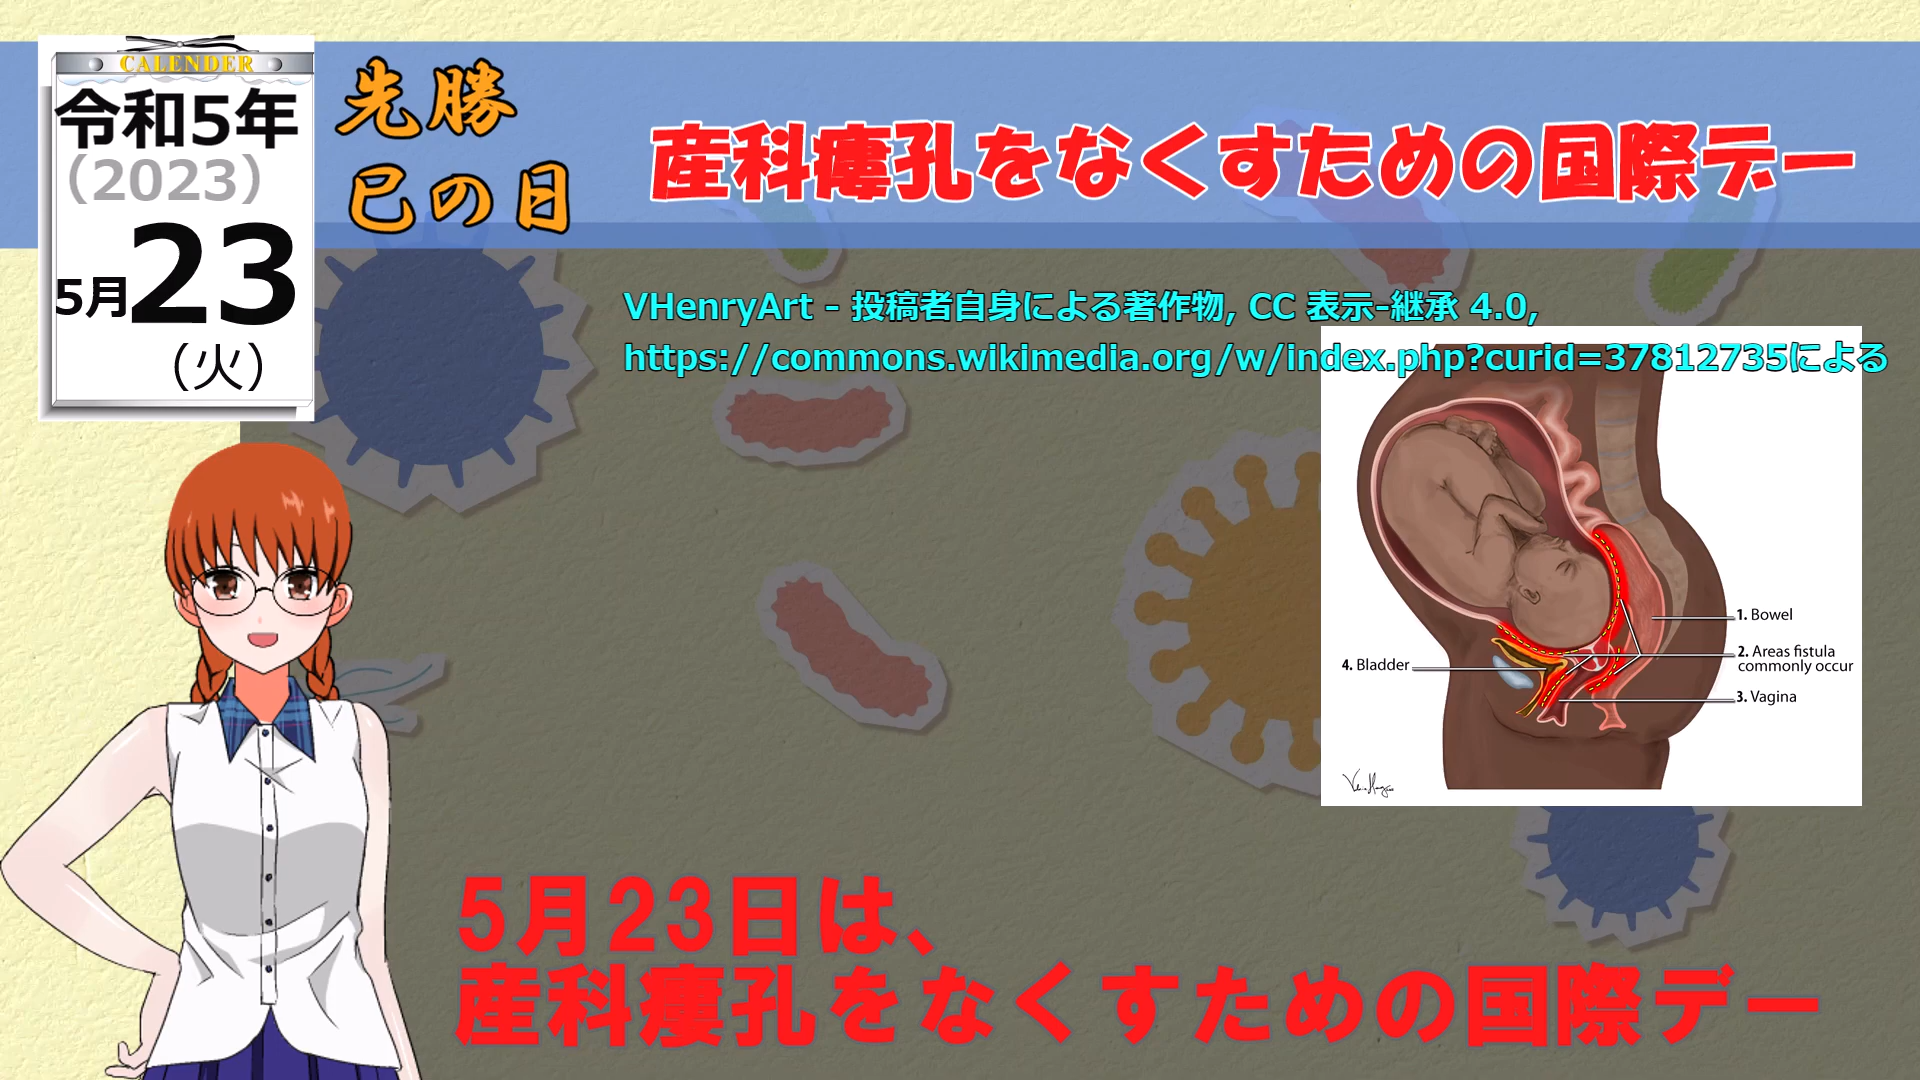 CALENDER
令和5年
（2023）
5月23
（火）
先勝
巳の日
産科瘻孔をなくすための国際デー
VHenryArt - 投稿者自身による著作物, CC 表示-継承 4.0,
https://commons.wikimedia.org/w/index.php?curid=37812735による
1. Bowel
2. Areas fistula
commonly occur
4. Bladder
3. Vagina
5月23日は、
産科瘻孔をなくすための国際デー